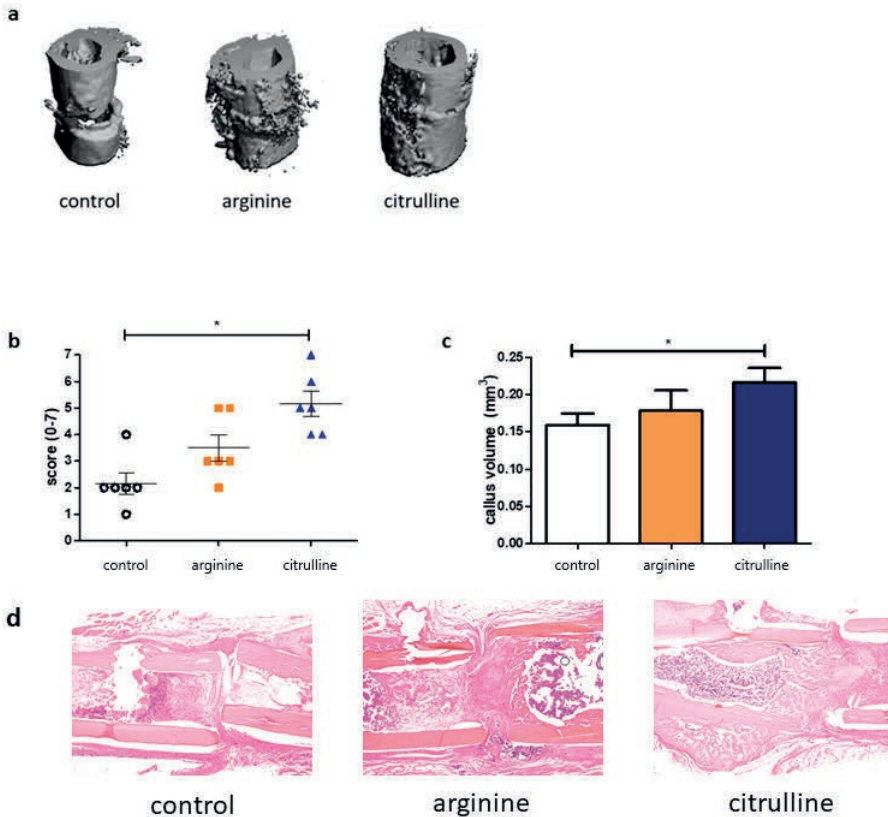 a
control arginine citrulline
b
*
score (0-7)
7
6
5
4
3
2
1
0
control arginine citrulline
c
*
callus volume (mm³)
0.25
0.20
0.15
0.10
0.05
0.00
control arginine citrulline
d
control arginine citrulline